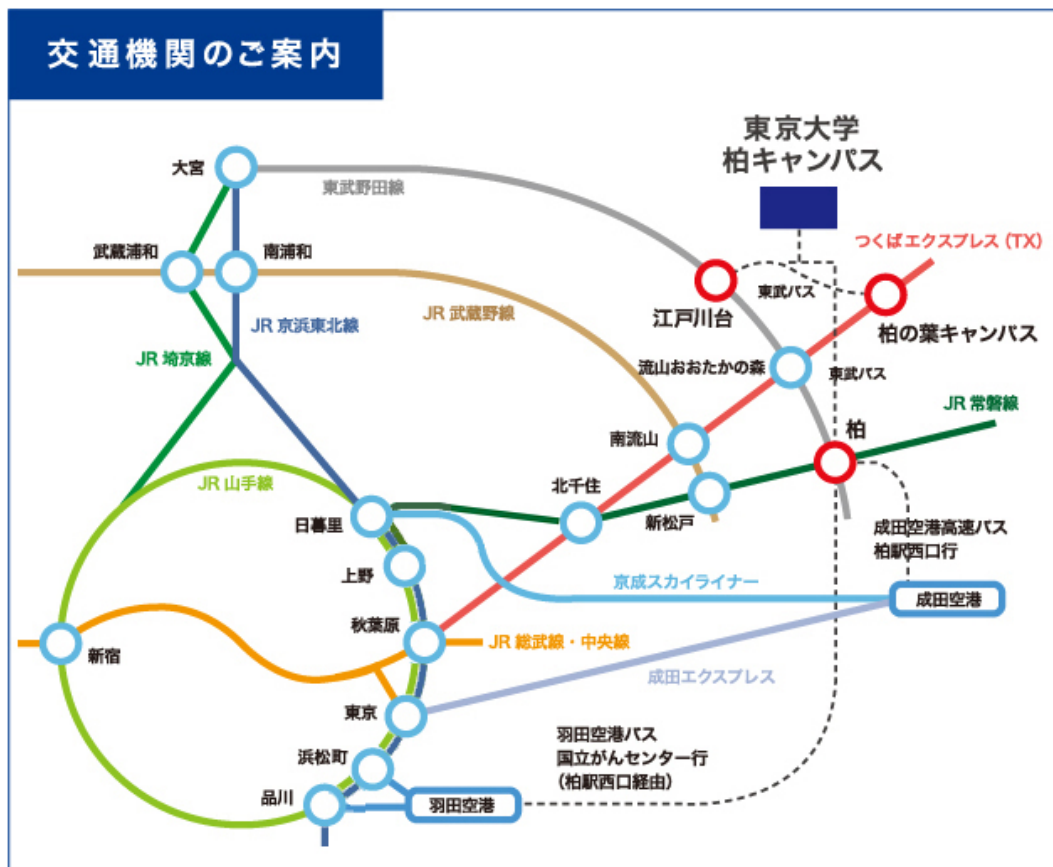 交通機関のご案内
東京大学
柏キャンパス
大宮
東武野田線
武蔵浦和
南浦和
つくばエクスプレス（TX）
東武バス
江戸川台
JR 武蔵野線
JR 京浜東北線
柏の葉キャンパス
JR 埼京線
流山おおたかの森
東武バス
JR 常磐線
柏
南流山
JR 山手線
北千住
日暮里
新松戸
成田空港高速バス
柏駅西口行
上野
京成スカイライナー
成田空港
秋葉原
JR 総武線・中央線
新宿
成田エクスプレス
東京
羽田空港バス
国立がんセンター行
（柏駅西口経由）
浜松町
品川
羽田空港